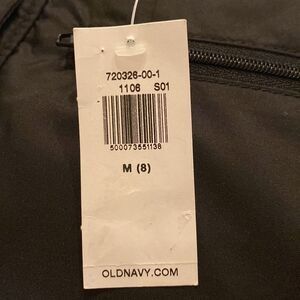 720326-00-1
1106 S01
500073551138
M (8)
OLDNAVY.COM